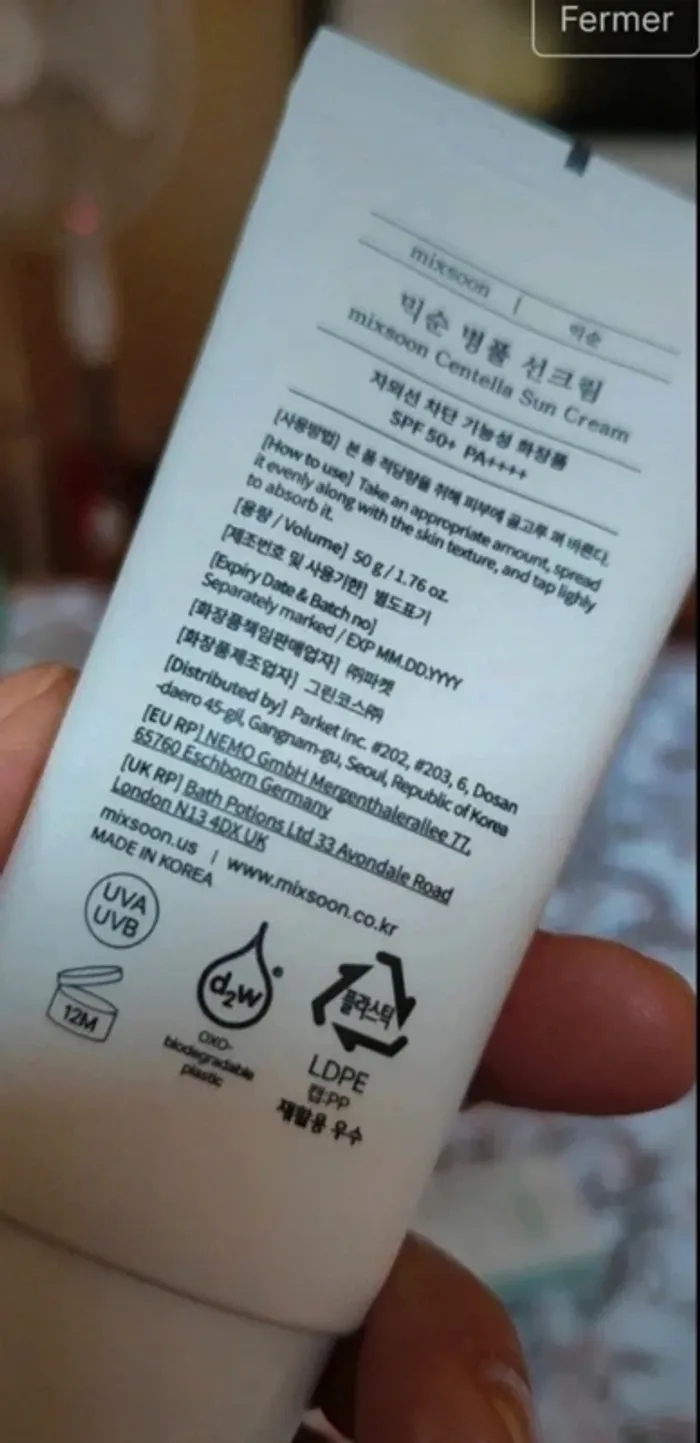 Fermer
mixsoon | 믹순
믹순 병풀 선크림
mixsoon Centella Sun Cream
자외선 차단 기능성 화장품
SPF 50+ PA++++
[사용방법] 본 품 적당량을 취해 피부에 골고루 펴 바른다.
[How to use] Take an appropriate amount, spread
it evenly along with the skin texture, and tap lighly
to absorb it.
[용량 / Volume] 50 g / 1.76 oz.
[제조번호 및 사용기한] 별도표기
[Expiry Date & Batch no]
Separately marked / EXP MM.DD.YYYY
[화장품책임판매업자] ㈜파켓
[화장품제조업자] 그린코스㈜
[Distributed by] Parket Inc. #202, #203, 6, Dosan
-daero 45-gil, Gangnam-gu, Seoul, Republic of Korea
[EU RP] NEMO GmbH Mergenthalerallee 77,
65760 Eschborn Germany
[UK RP] Bath Potions Ltd 33 Avondale Road
London N13 4DX UK
mixsoon.us | www.mixsoon.co.kr
MADE IN KOREA
UVA
UVB
12M
d2w®
OXO-
biodegradable
plastic
플라스틱
LDPE
캡:PP
재활용 우수